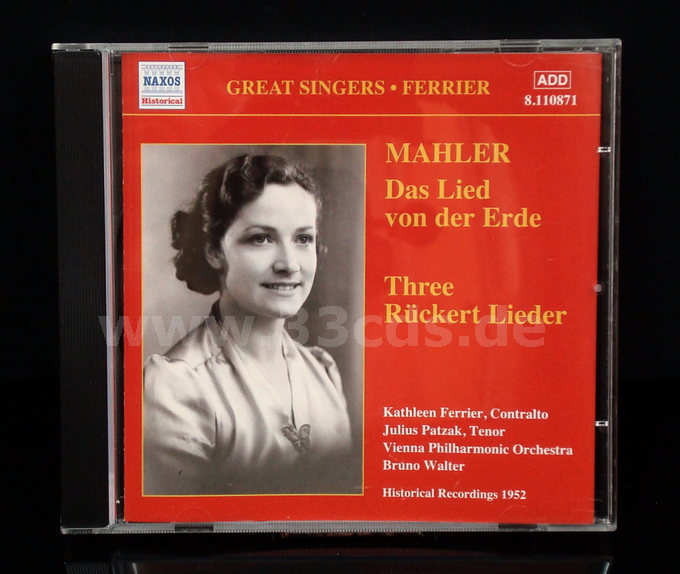 NAXOS
Historical
GREAT SINGERS • FERRIER
ADD
8.110871
MAHLER
Das Lied
von der Erde
Three
Rückert Lieder
www.33cds.de
Kathleen Ferrier, Contralto
Julius Patzak, Tenor
Vienna Philharmonic Orchestra
Bruno Walter
Historical Recordings 1952